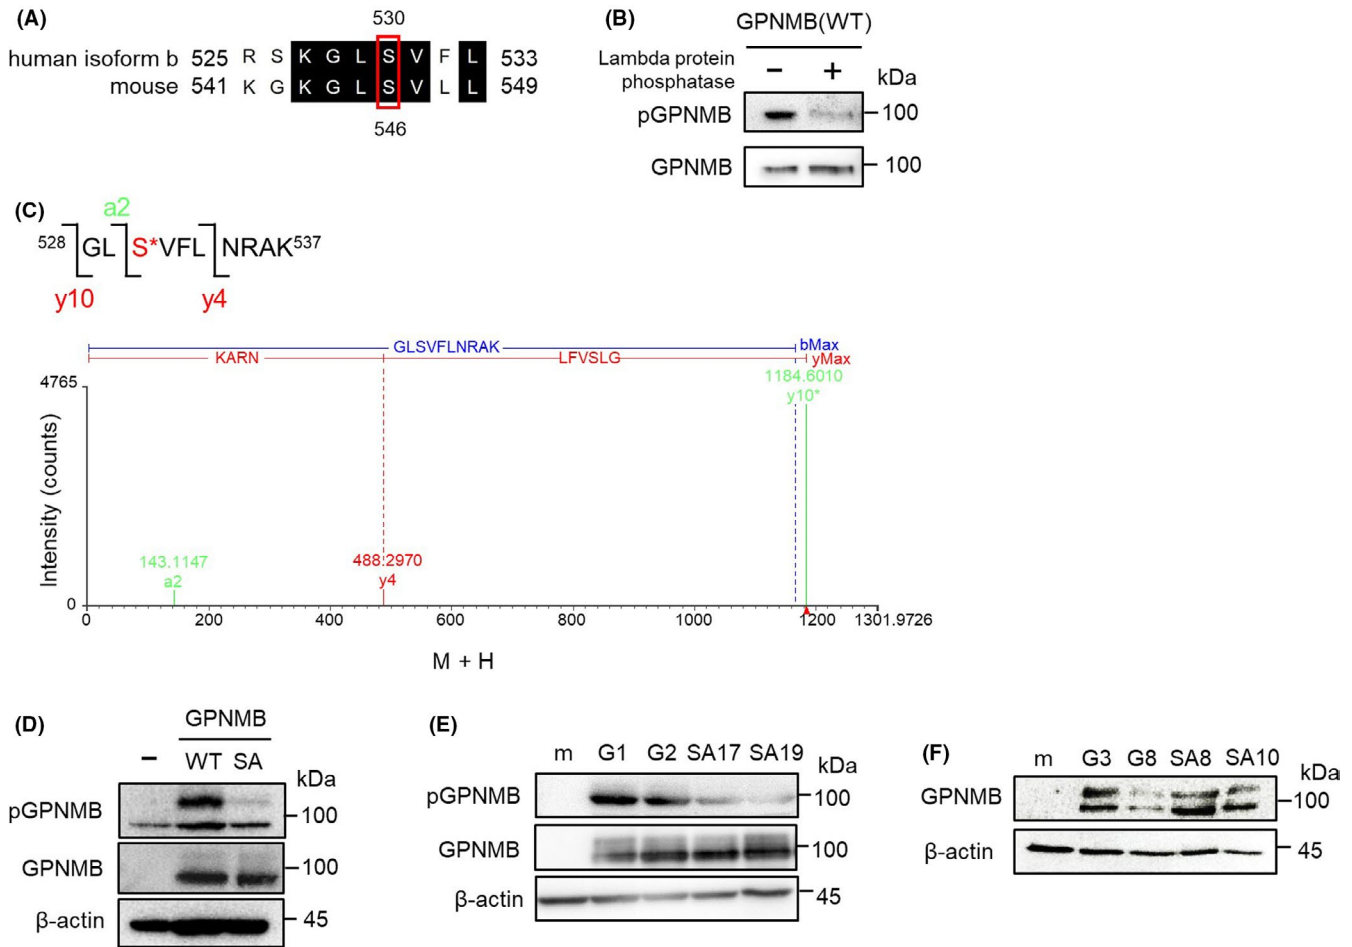 (A)
530
human isoform b 525 R S K G L S V F L 533
mouse 541 K G K G L S V L L 549
546
(B)
GPNMB(WT)
Lambda protein
phosphatase
− +
kDa
pGPNMB
100
GPNMB
100
(C)
a2
528 GL S*VFL NRAK537
y10
y4
GLSVFLNRAK
bMax
KARN
LFVSLG
yMax
4765
1184.6010
y10*
Intensity (counts)
143.1147
a2
488.2970
y4
0
0 200 400 600 800 1000 1200 1301.9726
M + H
(D)
GPNMB
− WT SA
kDa
pGPNMB
100
GPNMB
100
β-actin
45
(E)
m G1 G2 SA17 SA19
kDa
pGPNMB
100
GPNMB
100
β-actin
45
(F)
m G3 G8 SA8 SA10
kDa
GPNMB
100
β-actin
45